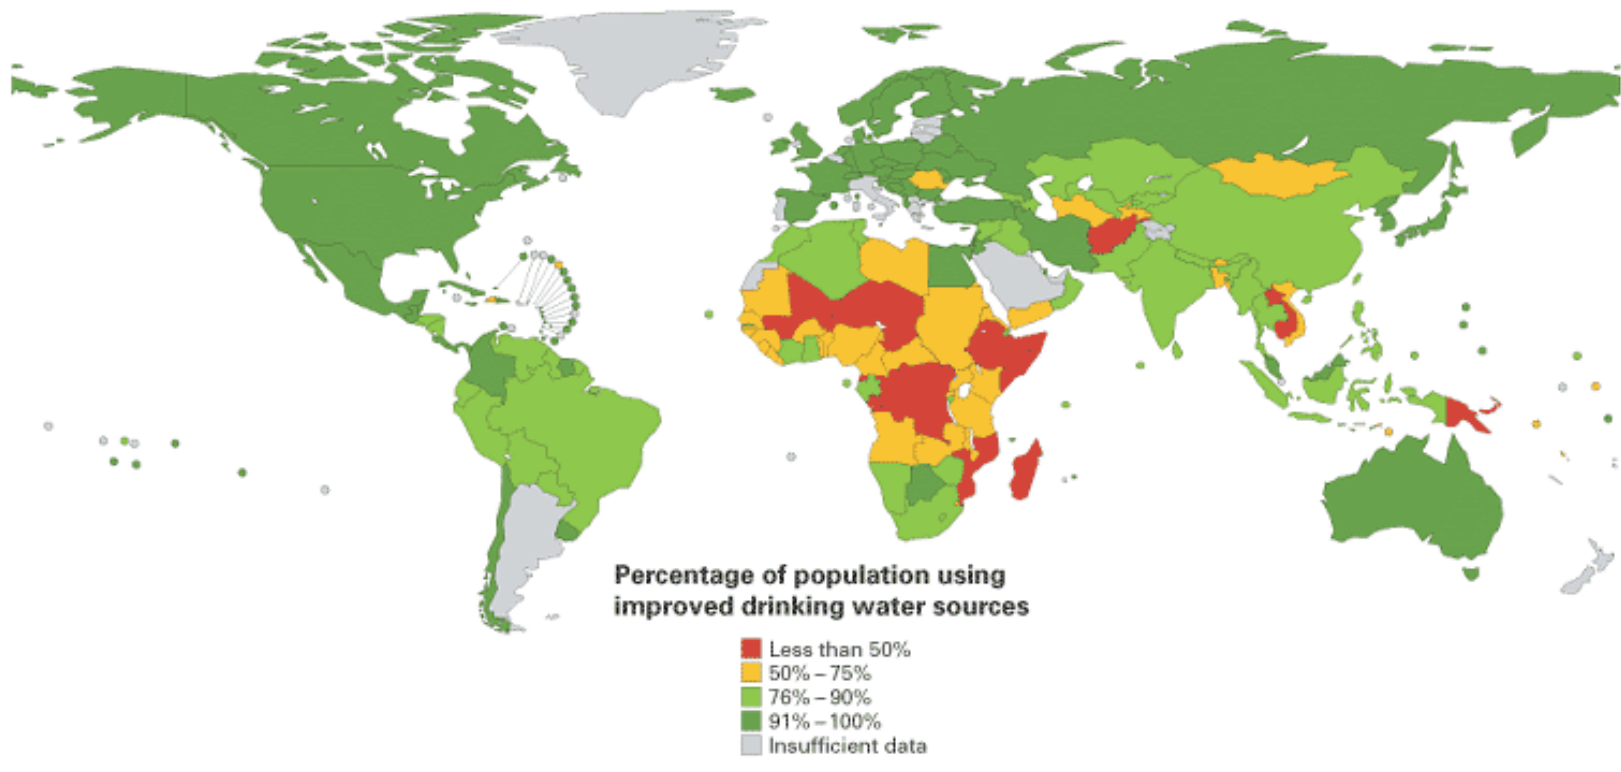 Percentage of population using
improved drinking water sources
Less than 50%
50% – 75%
76% – 90%
91% – 100%
Insufficient data